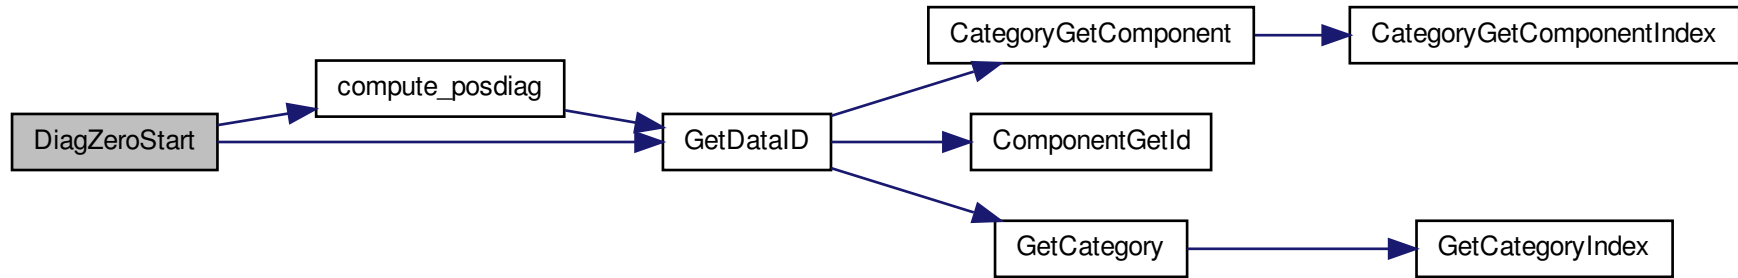 DiagZeroStart
compute_posdiag
GetDataID
CategoryGetComponent
CategoryGetComponentIndex
ComponentGetId
GetCategory
GetCategoryIndex